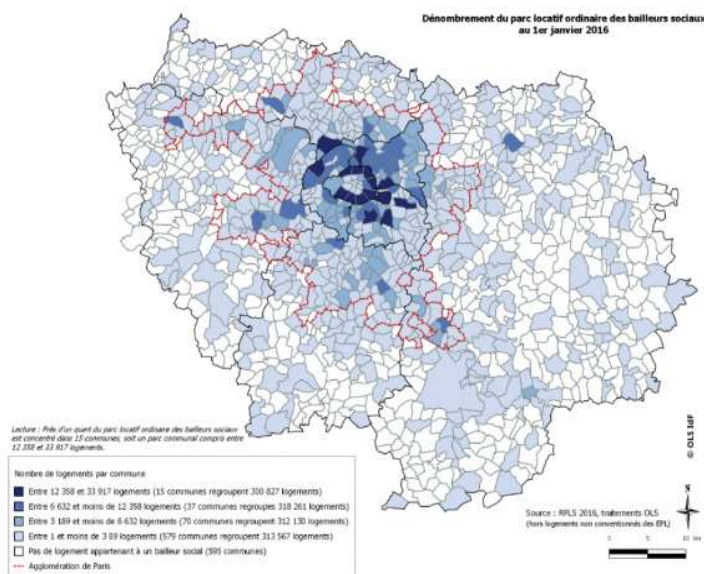 Dénombrement du parc locatif ordinaire des bailleurs sociaux
au 1er janvier 2016
Lecture : Près d'un quart du parc locatif ordinaire des bailleurs sociaux
est concentré dans 15 communes, soit un parc communal compris entre
12 358 et 33 917 logements.
Nombre de logements par commune
Entre 12 358 et 33 917 logements (15 communes regroupent 300 827 logements)
Entre 6 632 et moins de 12 358 logements (37 communes regroupes 318 261 logements)
Entre 3 189 et moins de 6 632 logements (70 communes regroupent 312 130 logements)
Entre 1 et moins de 3 89 logements (579 communes regroupent 313 567 logements)
Pas de logement appartenant à un bailleur social (595 communes)
Agglomération de Paris
© OLS IdF
S
Source : RPLS 2016, traitements OLS
(hors logements non conventionnés des EPL)
0 5 10 km